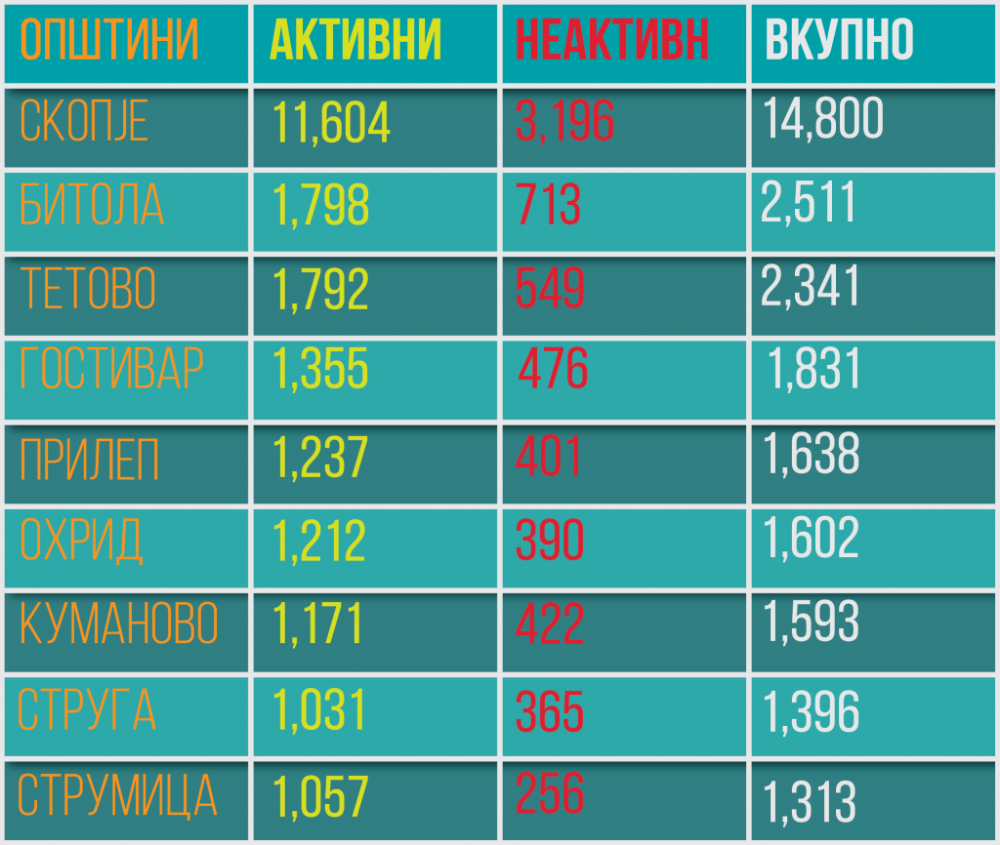 ОПШТИНИ АКТИВНИ НЕАКТИВН ВКУПНО
СКОПЈЕ 11,604 3,196 14,800
БИТОЛА 1,798 713 2,511
ТЕТОВО 1,792 549 2,341
ГОСТИВАР 1,355 476 1,831
ПРИЛЕП 1,237 401 1,638
ОХРИД 1,212 390 1,602
КУМАНОВО 1,171 422 1,593
СТРУГА 1,031 365 1,396
СТРУМИЦА 1,057 256 1,313